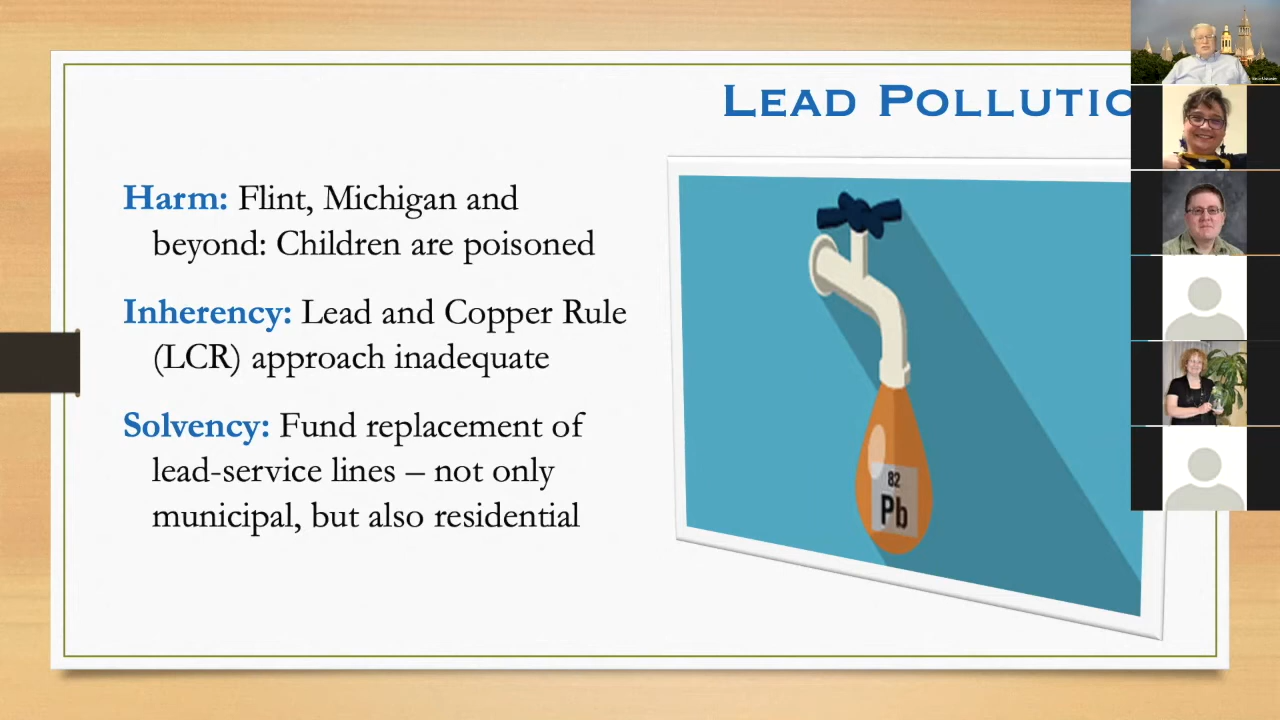 LEAD POLLUTIO
Harm: Flint, Michigan and
beyond: Children are poisoned
Inherency: Lead and Copper Rule
(LCR) approach inadequate
Solvency: Fund replacement of
lead-service lines – not only
municipal, but also residential
82
Pb